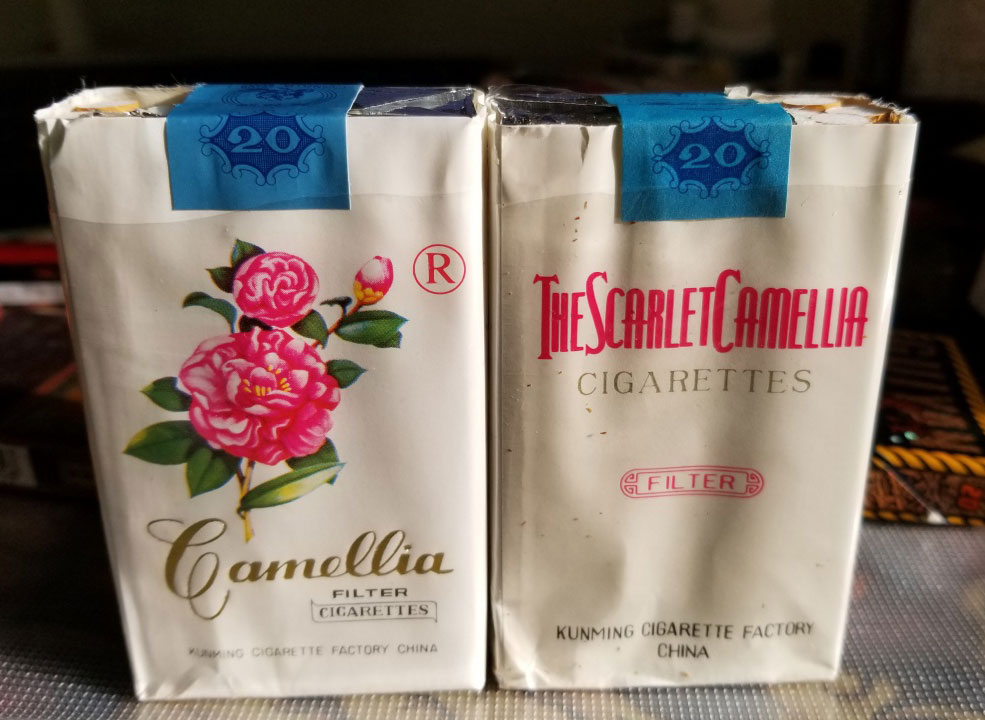 20
®
Camellia
FILTER
CIGARETTES
KUNMING CIGARETTE FACTORY CHINA
20
THE SCARLET CAMELLIA
CIGARETTES
FILTER
KUNMING CIGARETTE FACTORY
CHINA